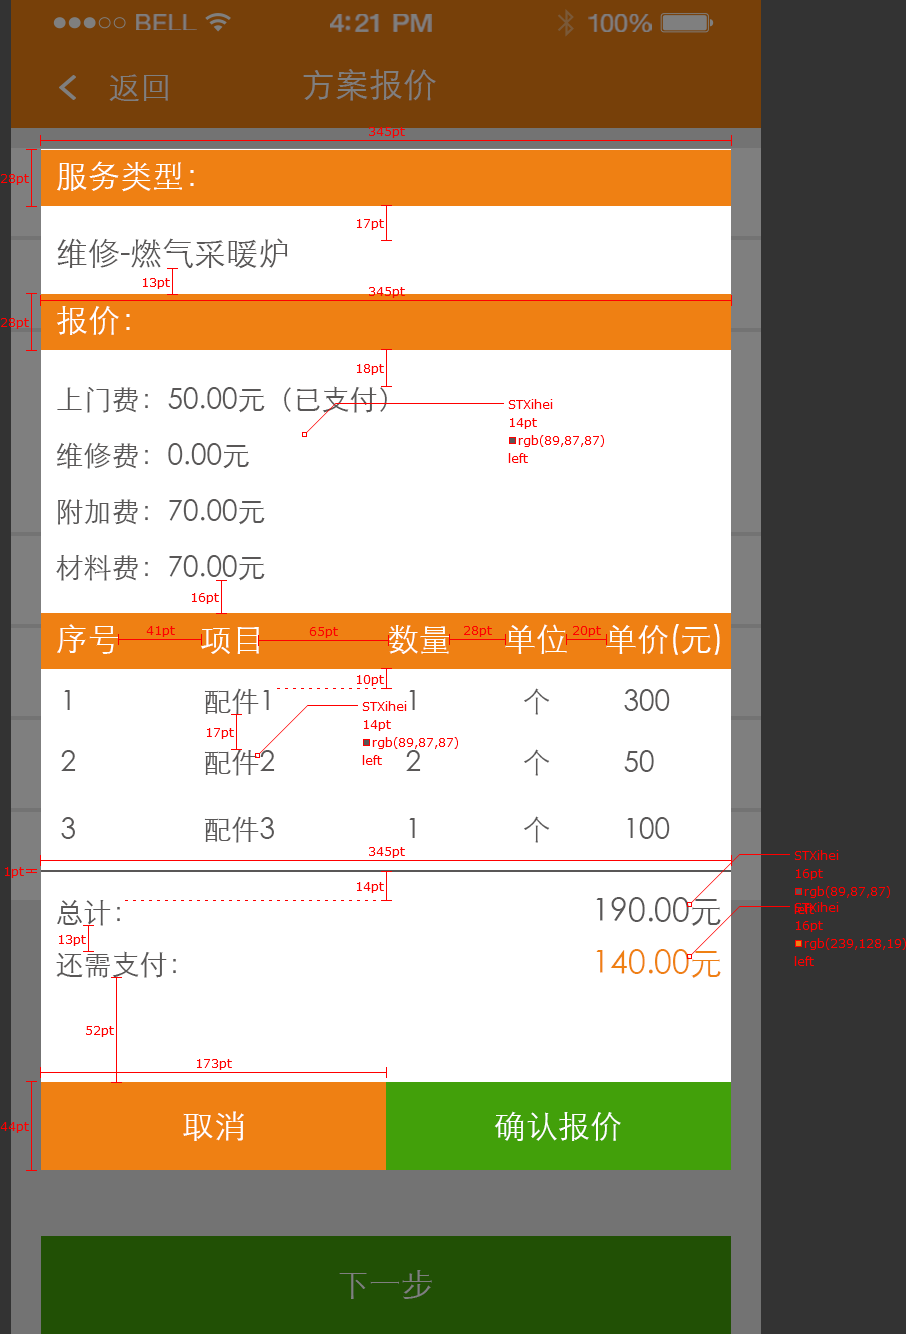 BELL 4:21 PM 100%
返回 方案报价
345pt
28pt 服务类型：
17pt
维修-燃气采暖炉
13pt
345pt
28pt 报价：
18pt
上门费：50.00元（已支付）
STXihei
14pt
rgb(89,87,87)
left
维修费：0.00元
附加费：70.00元
材料费：70.00元
16pt
序号 41pt 项目 65pt 数量 28pt 单位 20pt 单价(元)
10pt
1 配件1 1 个 300
STXihei
14pt
rgb(89,87,87)
left
17pt
2 配件2 2 个 50
3 配件3 1 个 100
345pt
1pt
14pt
STXihei
16pt
rgb(89,87,87)
left
总计： 190.00元
STXihei
16pt
rgb(239,128,19)
left
13pt
还需支付： 140.00元
52pt
173pt
44pt 取消 确认报价
下一步